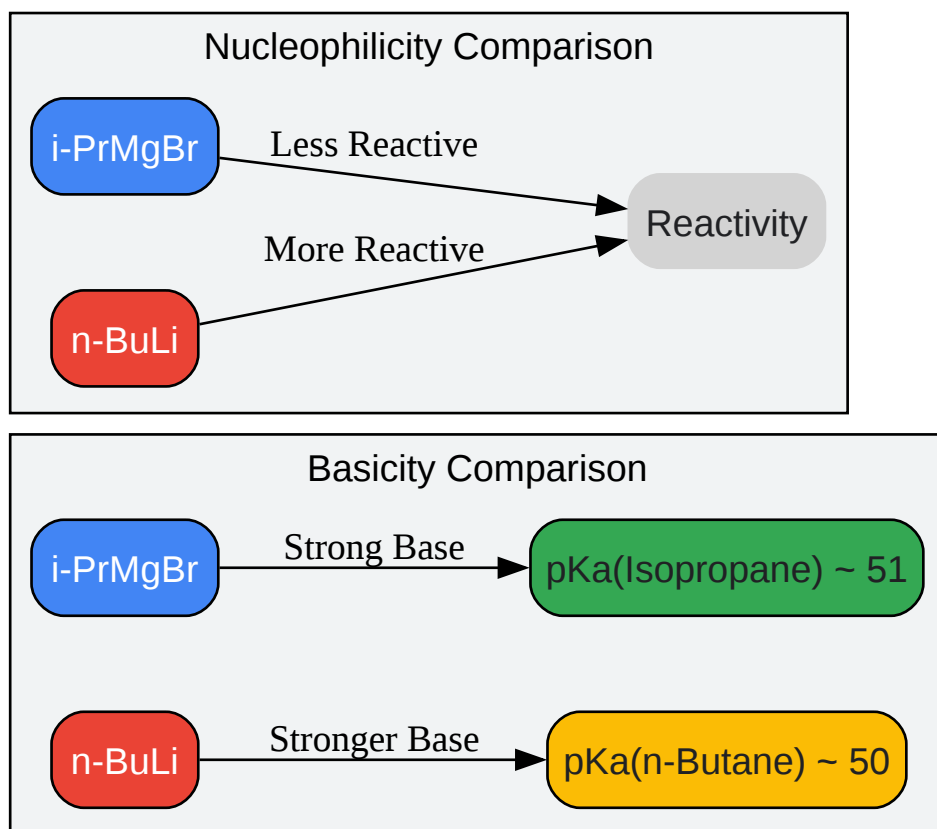 Nucleophilicity Comparison
i-PrMgBr
Less Reactive
Reactivity
More Reactive
n-BuLi
Basicity Comparison
i-PrMgBr
Strong Base
pKa(Isopropane) ~ 51
n-BuLi
Stronger Base
pKa(n-Butane) ~ 50